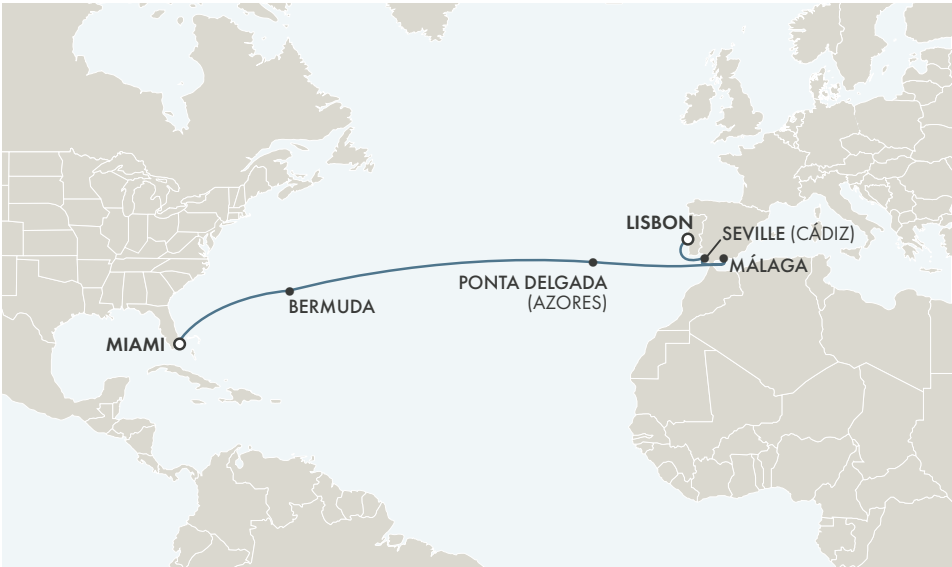 LISBON
SEVILLE (CÁDIZ)
MÁLAGA
PONTA DELGADA
(AZORES)
BERMUDA
MIAMI